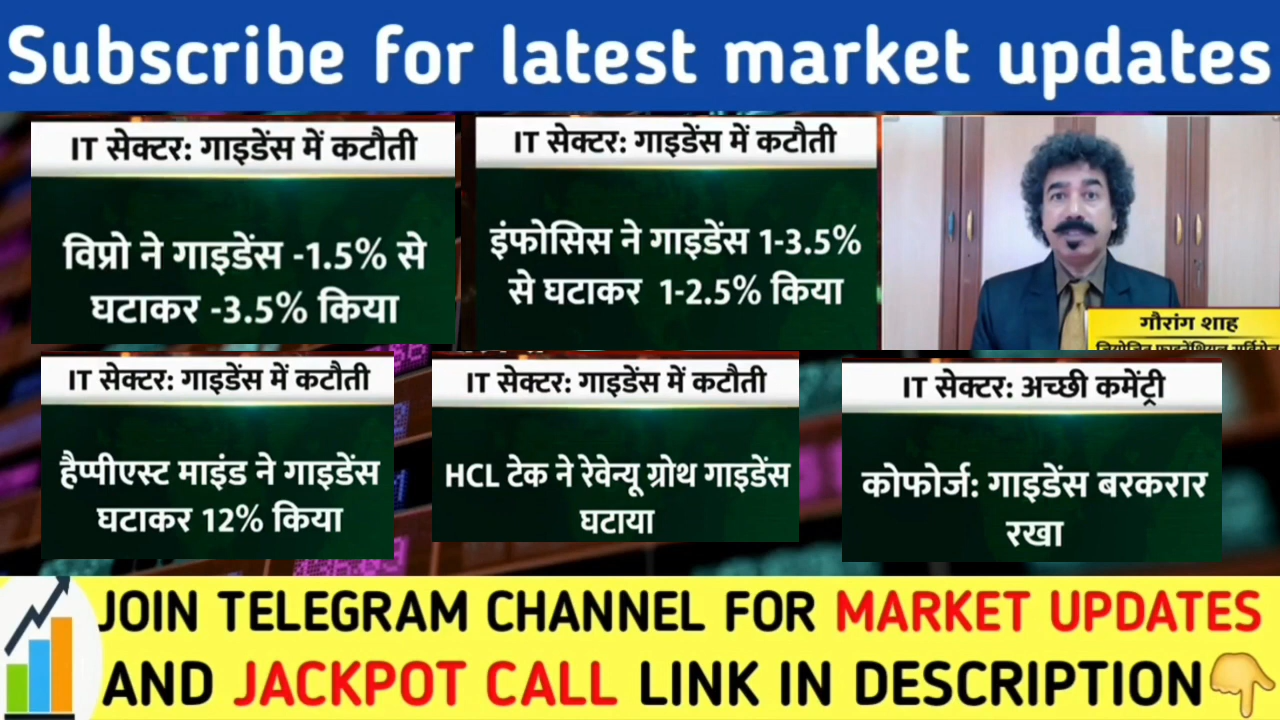 Subscribe for latest market updates
IT सेक्टर: गाइडेंस में कटौती
विप्रो ने गाइडेंस -1.5% से
घटाकर -3.5% किया
IT सेक्टर: गाइडेंस में कटौती
इंफोसिस ने गाइडेंस 1-3.5%
से घटाकर 1-2.5% किया
गौरांग शाह
IT सेक्टर: गाइडेंस में कटौती
हैप्पीएस्ट माइंड ने गाइडेंस
घटाकर 12% किया
IT सेक्टर: गाइडेंस में कटौती
HCL टेक ने रेवेन्यू ग्रोथ गाइडेंस
घटाया
IT सेक्टर: अच्छी कमेंट्री
कोफोर्ज: गाइडेंस बरकरार
रखा
JOIN TELEGRAM CHANNEL FOR MARKET UPDATES
AND JACKPOT CALL LINK IN DESCRIPTION👇